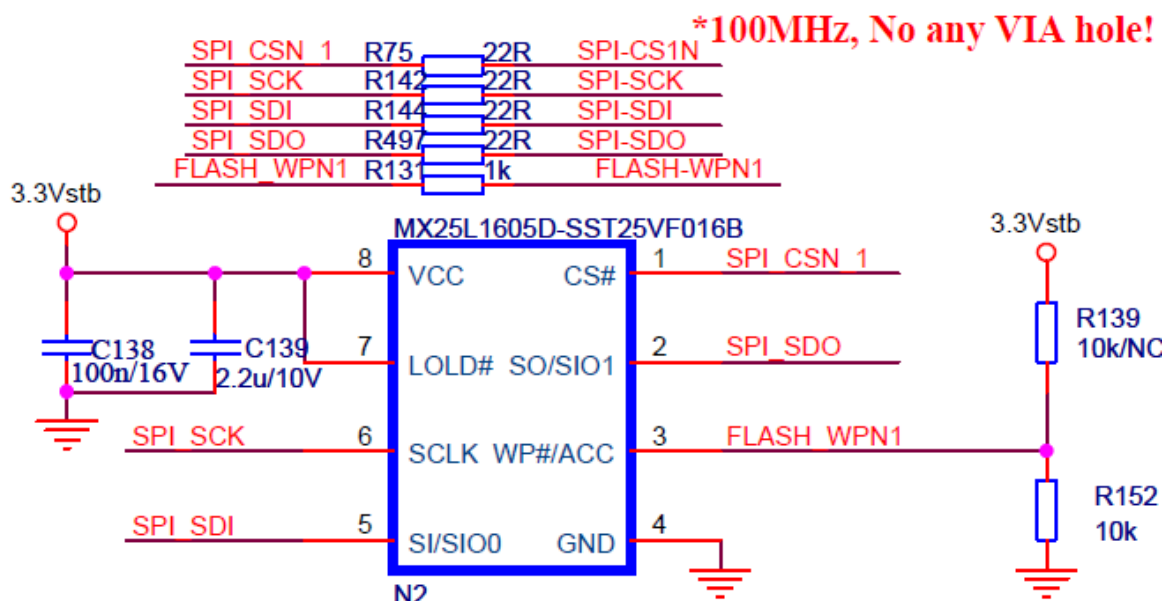 *100MHz, No any VIA hole!
SPI_CSN_1 R75 22R SPI-CS1N
SPI_SCK R142 22R SPI-SCK
SPI_SDI R144 22R SPI-SDI
SPI_SDO R497 22R SPI-SDO
FLASH_WPN1 R131 1k FLASH-WPN1
3.3Vstb
3.3Vstb
MX25L1605D-SST25VF016B
8 VCC CS# 1 SPI_CSN_1
C138
100n/16V
C139
2.2u/10V
7 LOLD# SO/SIO1 2 SPI_SDO
R139
10k/NC
SPI_SCK 6 SCLK WP#/ACC 3 FLASH_WPN1
SPI_SDI 5 SI/SIO0 GND 4
R152
10k
N2